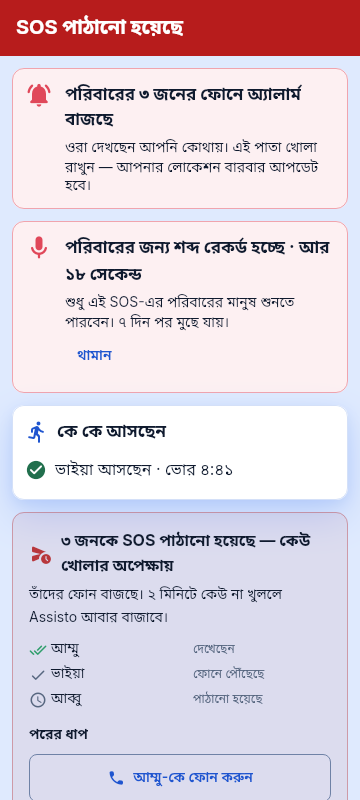 SOS পাঠানো হয়েছে
পরিবারের ৩ জনের ফোনে অ্যালার্ম
বাজছে
ওরা দেখছেন আপনি কোথায়। এই পাতা খোলা
রাখুন — আপনার লোকেশন বারবার আপডেট
হবে।
পরিবারের জন্য শব্দ রেকর্ড হচ্ছে · আর
১৮ সেকেন্ড
শুধু এই SOS-এর পরিবারের মানুষ শুনতে
পারবেন। ৭ দিন পর মুছে যায়।
থামান
কে কে আসছেন
ভাইয়া আসছেন · ভোর ৪:৪১
৩ জনকে SOS পাঠানো হয়েছে — কেউ
খোলার অপেক্ষায়
তাঁদের ফোন বাজছে। ২ মিনিটে কেউ না খুললে
Assisto আবার বাজাবে।
আম্মু দেখেছেন
ভাইয়া ফোনে পৌঁছেছে
আব্বু পাঠানো হয়েছে
পরের ধাপ
আম্মু-কে ফোন করুন